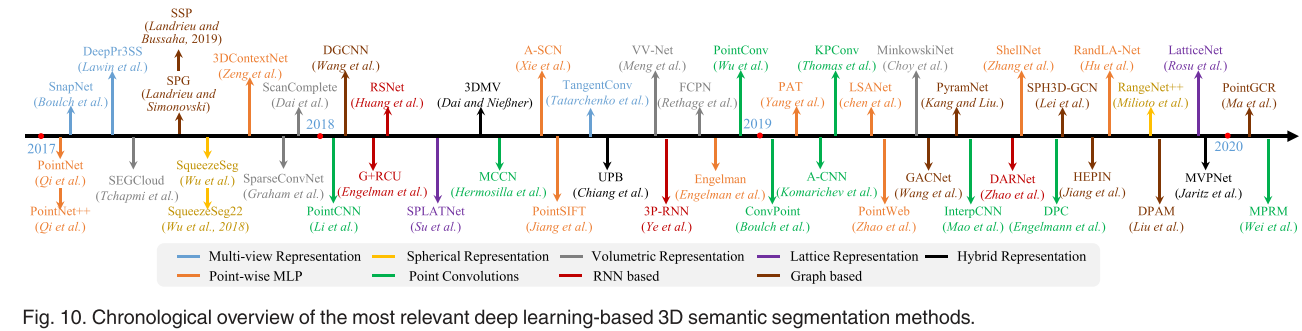 SSP
(Landrieu and
Bussaha, 2019)
DeepPr3SS
(Lawin et al.)
SPG
(Landrieu and
Simonovski)
SnapNet
(Boulch et al.)
3DContextNet
(Zeng et al.)
ScanComplete
(Dai et al.)
DGCNN
(Wang et al.)
RSNet
(Huang et al.)
3DMV
(Dai and Nießner)
A-SCN
(Xie et al.)
TangentConv
(Tatarchenko et al.)
VV-Net
(Meng et al.)
FCPN
(Rethage et al.)
PointConv
(Wu et al.)
PAT
(Yang et al.)
KPConv
(Thomas et al.)
LSANet
(chen et al.)
MinkowskiNet
(Choy et al.)
PyramNet
(Kang and Liu.)
ShellNet
(Zhang et al.)
SPH3D-GCN
(Lei et al.)
RandLA-Net
(Hu et al.)
RangeNet++
(Milioto et al.)
LatticeNet
(Rosu et al.)
PointGCR
(Ma et al.)
2017
2018
2019
2020
PointNet
(Qi et al.)
PointNet++
(Qi et al.)
SEGCloud
(Tchapmi et al.)
SqueezeSeg
(Wu et al.)
SqueezeSeg22
(Wu et al., 2018)
SparseConvNet
(Graham et al.)
PointCNN
(Li et al.)
G+RCU
(Engelman et al.)
SPLATNet
(Su et al.)
MCCN
(Hermosilla et al.)
PointSIFT
(Jiang et al.)
UPB
(Chiang et al.)
3P-RNN
(Ye et al.)
Engelman
(Engelman et al.)
ConvPoint
(Boulch et al.)
A-CNN
(Komarichev et al.)
PointWeb
(Zhao et al.)
GACNet
(Wang et al.)
InterpCNN
(Mao et al.)
DARNet
(Zhao et al.)
DPC
(Engelmann et al.)
HEPIN
(Jiang et al.)
DPAM
(Liu et al.)
MVPNet
(Jaritz et al.)
MPRM
(Wei et al.)
Multi-view Representation
Spherical Representation
Volumetric Representation
Lattice Representation
Hybrid Representation
Point-wise MLP
Point Convolutions
RNN based
Graph based
Fig. 10. Chronological overview of the most relevant deep learning-based 3D semantic segmentation methods.